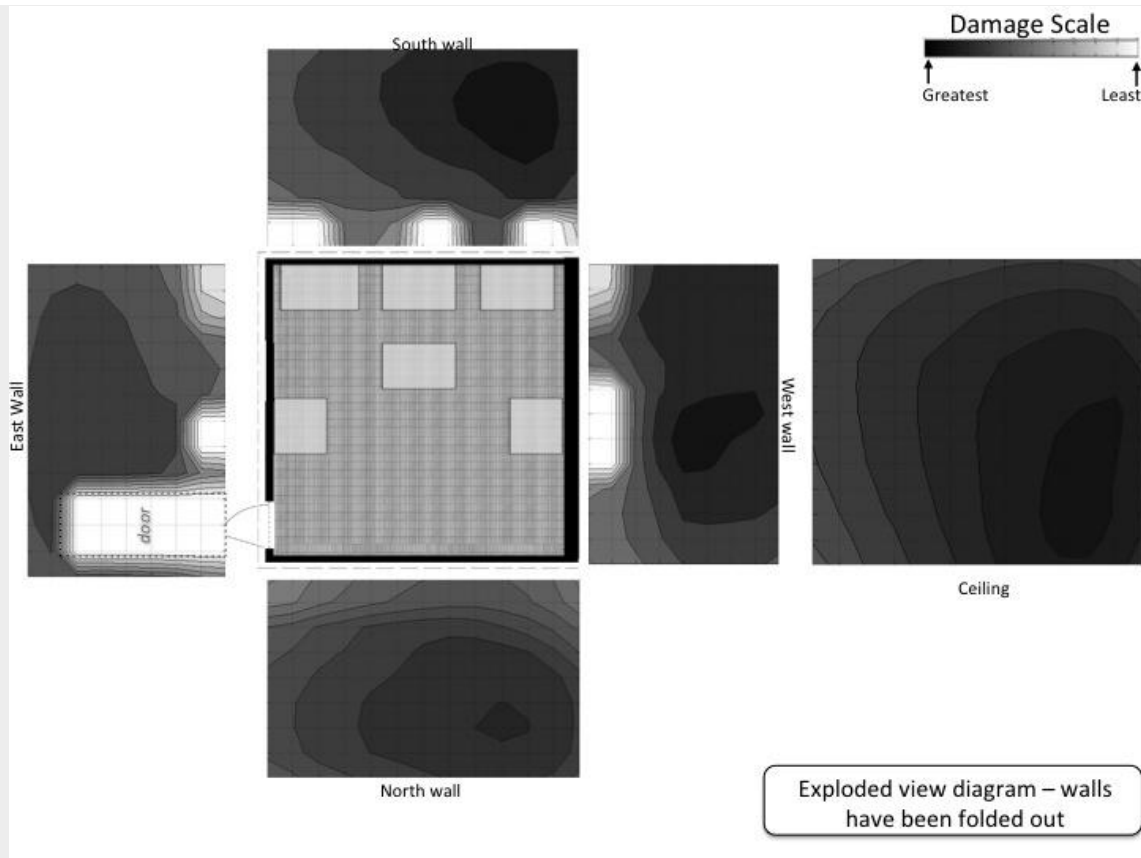 Damage Scale
Greatest
Least
South wall
East Wall
door
West wall
Ceiling
North wall
Exploded view diagram – walls
have been folded out